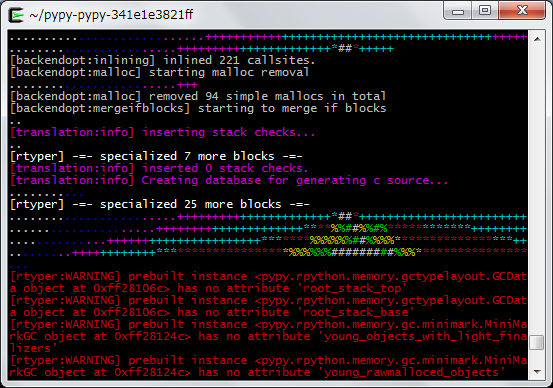 ~/pypy-pypy-341e1e3821ff
[backendopt:inlining] inlined 221 callsites.
[backendopt:malloc] starting malloc removal
[backendopt:malloc] removed 94 simple mallocs in total
[backendopt:mergeifblocks] starting to merge if blocks
..
[translation:info] inserting stack checks...
..
[rtyper] -=- specialized 7 more blocks -=-
[translation:info] inserted 0 stack checks.
[translation:info] Creating database for generating c source...
..
[rtyper] -=- specialized 25 more blocks -=-
[rtyper:WARNING] prebuilt instance <pypy.rpython.memory.gctypelayout.GCDat
a object at 0xff28106c> has no attribute 'root_stack_top'
[rtyper:WARNING] prebuilt instance <pypy.rpython.memory.gctypelayout.GCDat
a object at 0xff28106c> has no attribute 'root_stack_base'
[rtyper:WARNING] prebuilt instance <pypy.rpython.memory.gc.minimark.MiniMa
rkGC object at 0xff28124c> has no attribute 'young_objects_with_light_fina
lizers'
[rtyper:WARNING] prebuilt instance <pypy.rpython.memory.gc.minimark.MiniMa
rkGC object at 0xff28124c> has no attribute 'young_rawmalloced_objects'